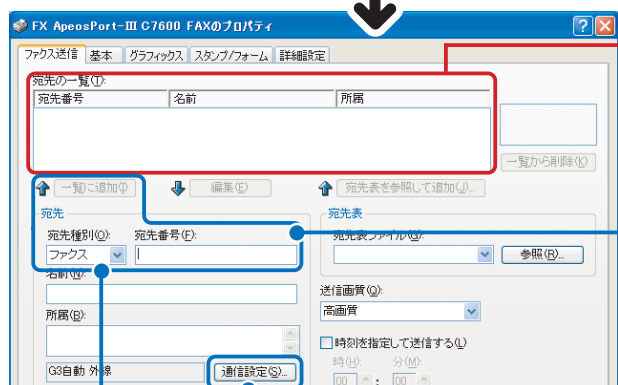 FX ApeosPort-III C7600 FAXのプロパティ
ファクス送信 基本 グラフィックス スタンプ/フォーム 詳細設定
宛先の一覧(T):
宛先番号 名前 所属
一覧から削除(K)
一覧に追加(I) 編集(E) 宛先表を参照して追加(J)...
宛先 宛先表
宛先種別(O): 宛先番号(F): 宛先表ファイル(G):
ファクス 参照(R)...
名前(N):
送信画質(Q):
高画質
所属(B):
時刻を指定して送信する(L)
時(H): 分(M):
G3自動 外線 通信設定(S)... 00 : 00